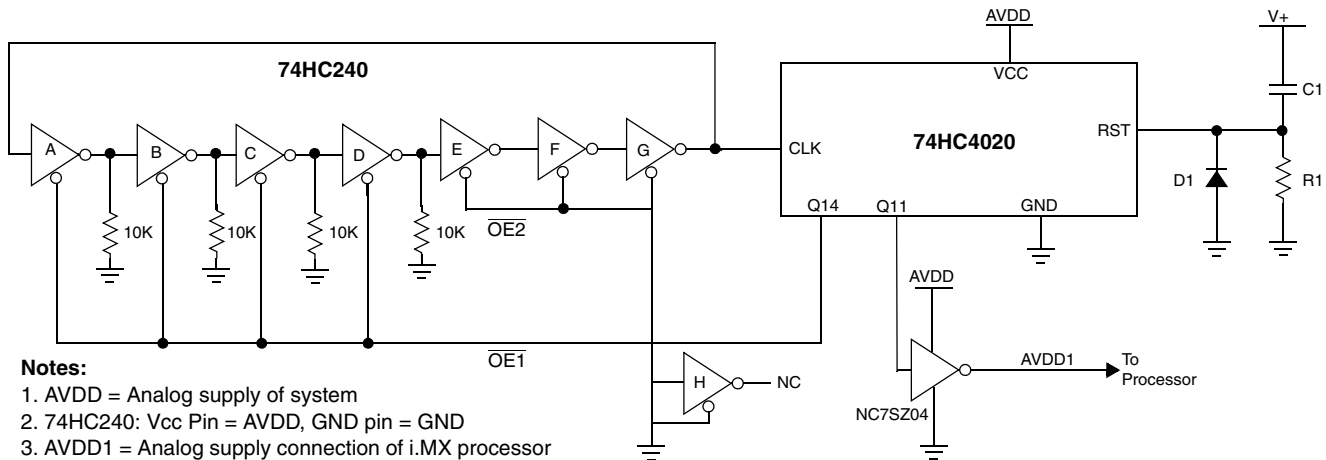 AVDD
V+
74HC240
VCC
C1
A
B
C
D
E
F
G
CLK
74HC4020
RST
D1
R1
10K
10K
10K
10K
OE2
Q14
Q11
GND
AVDD
OE1
H
NC
AVDD1
To
Processor
NC7SZ04
Notes:
1. AVDD = Analog supply of system
2. 74HC240: Vcc Pin = AVDD, GND pin = GND
3. AVDD1 = Analog supply connection of i.MX processor